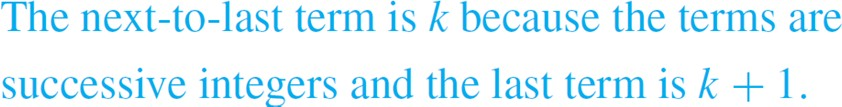 The next-to-last term is k because the terms are
successive integers and the last term is k + 1.